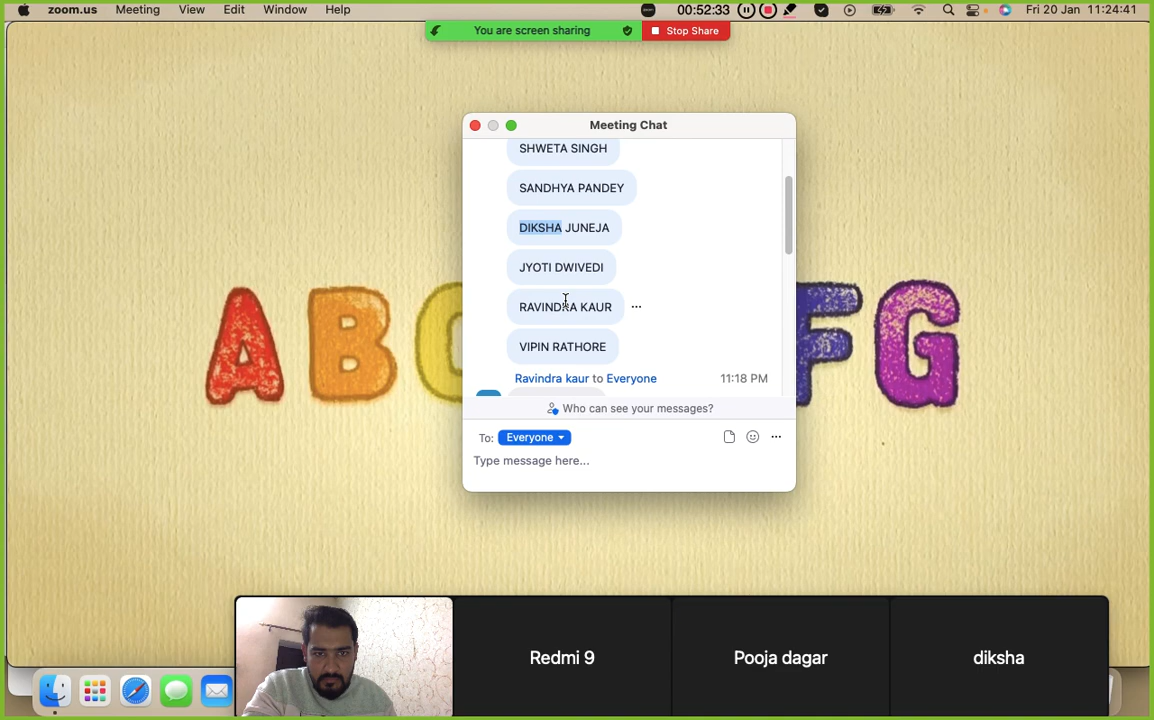 zoom.us Meeting View Edit Window Help
00:52:33
Fri 20 Jan 11:24:41
You are screen sharing
Stop Share
Meeting Chat
SHWETA SINGH
SANDHYA PANDEY
DIKSHA JUNEJA
JYOTI DWIVEDI
RAVINDRA KAUR
VIPIN RATHORE
Ravindra kaur to Everyone 11:18 PM
Who can see your messages?
To: Everyone
Type message here...
A B C F G
Redmi 9
Pooja dagar
diksha